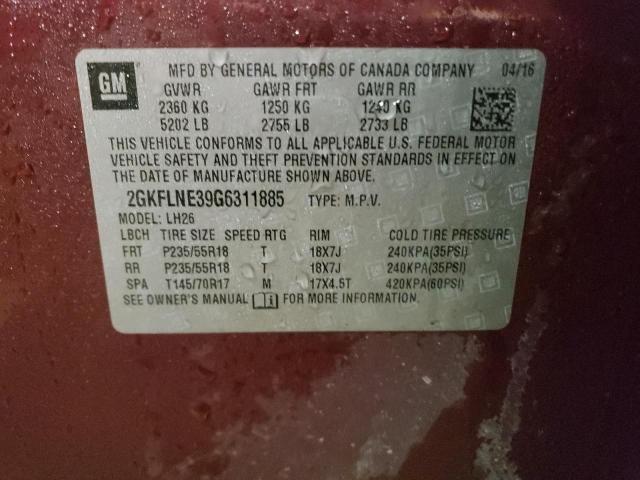 GM
MFD BY GENERAL MOTORS OF CANADA COMPANY 04/16
GVWR GAWR FRT GAWR RR
2360 KG 1250 KG 1240 KG
5202 LB 2755 LB 2733 LB
THIS VEHICLE CONFORMS TO ALL APPLICABLE U.S. FEDERAL MOTOR
VEHICLE SAFETY AND THEFT PREVENTION STANDARDS IN EFFECT ON
THE DATE OF MANUFACTURE SHOWN ABOVE.
2GKFLNE39G6311885 TYPE: M.P.V.
MODEL: LH26
LBCH TIRE SIZE SPEED RTG RIM COLD TIRE PRESSURE
FRT P235/55R18 T 18X7J 240KPA(35PSI)
RR P235/55R18 T 18X7J 240KPA(35PSI)
SPA T145/70R17 M 17X4.5T 420KPA(60PSI)
SEE OWNER'S MANUAL FOR MORE INFORMATION.